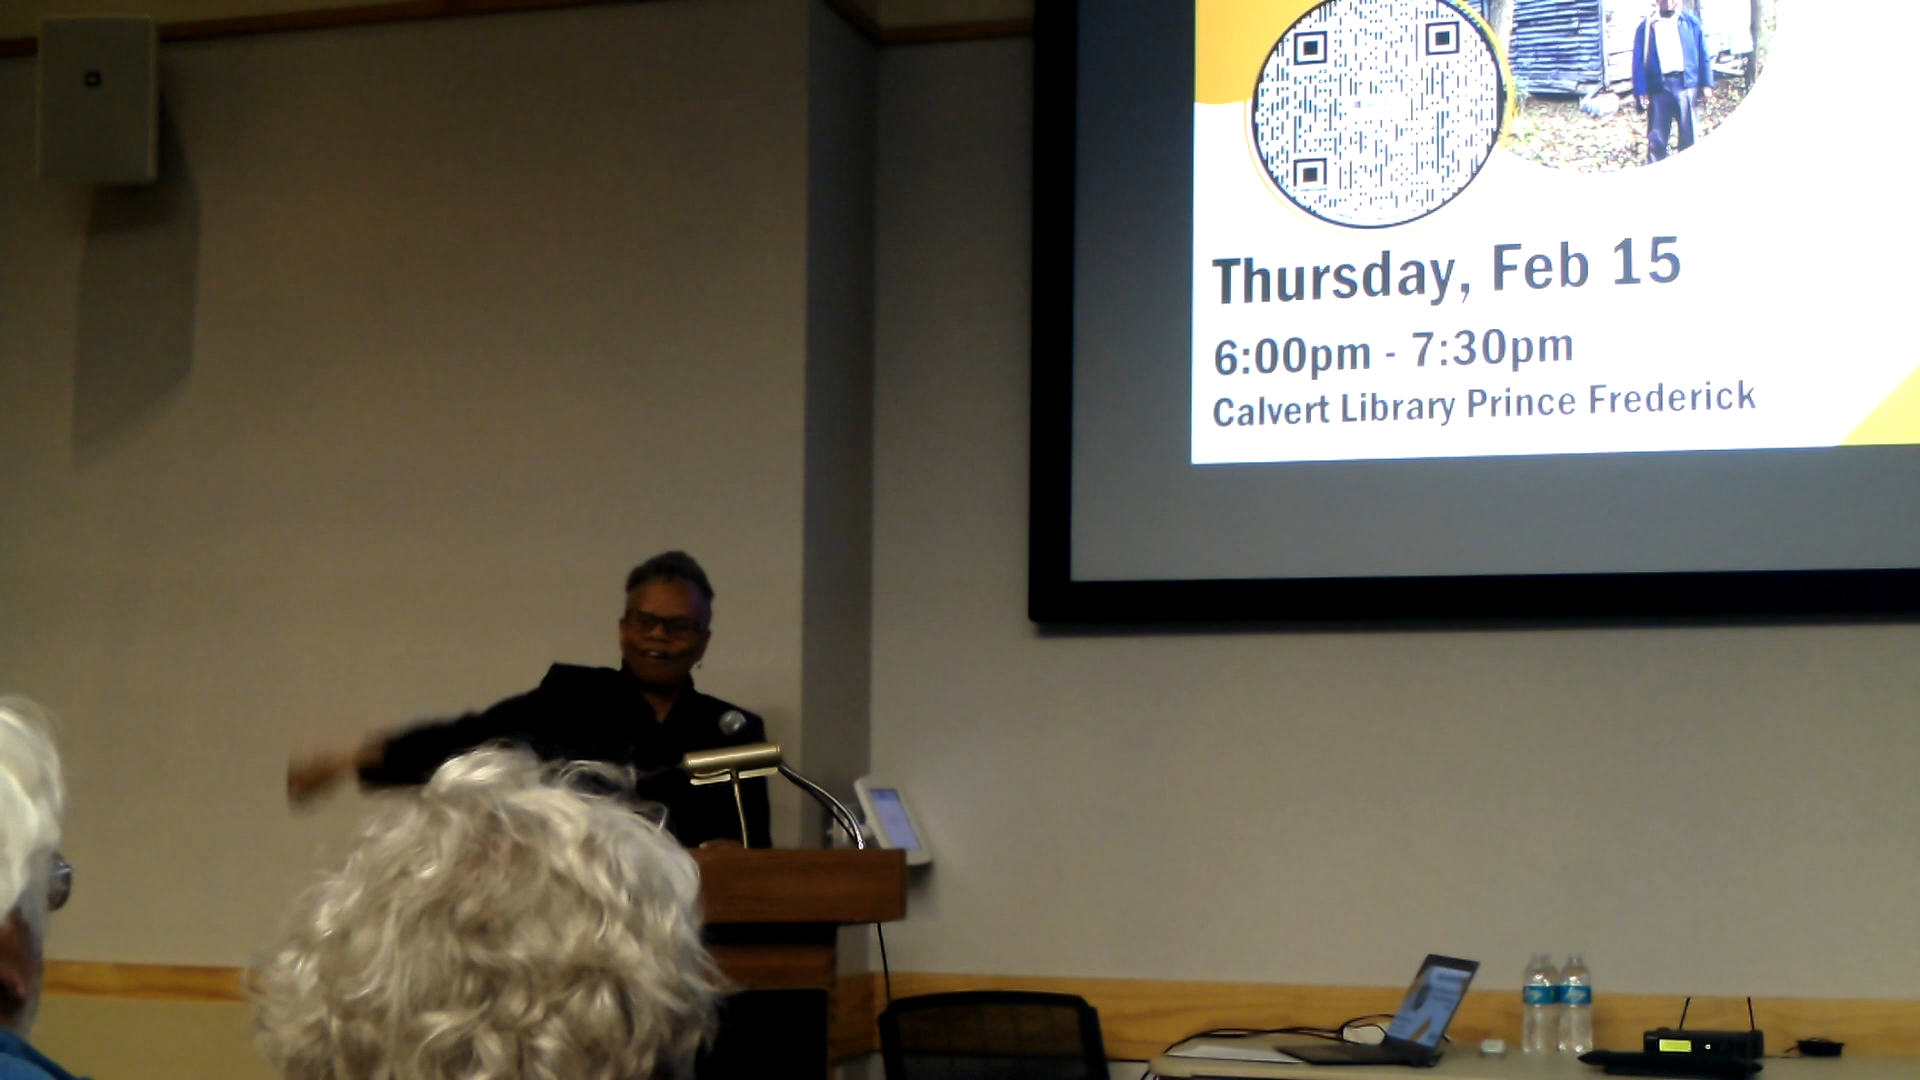 Thursday, Feb 15
6:00pm - 7:30pm
Calvert Library Prince Frederick